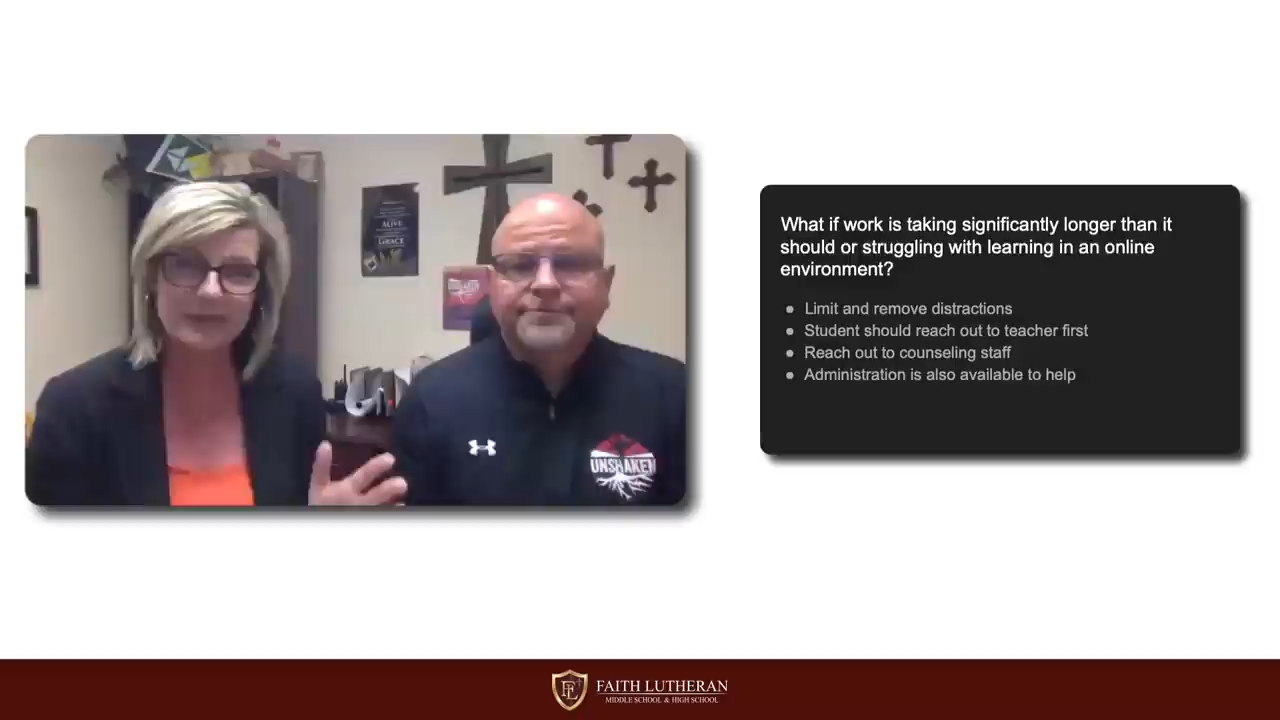 ALIVE
GRACE
UNSHAKEN
UNSHAKEN
What if work is taking significantly longer than it
should or struggling with learning in an online
environment?
● Limit and remove distractions
● Student should reach out to teacher first
● Reach out to counseling staff
● Administration is also available to help
FL
FAITH LUTHERAN
MIDDLE SCHOOL & HIGH SCHOOL